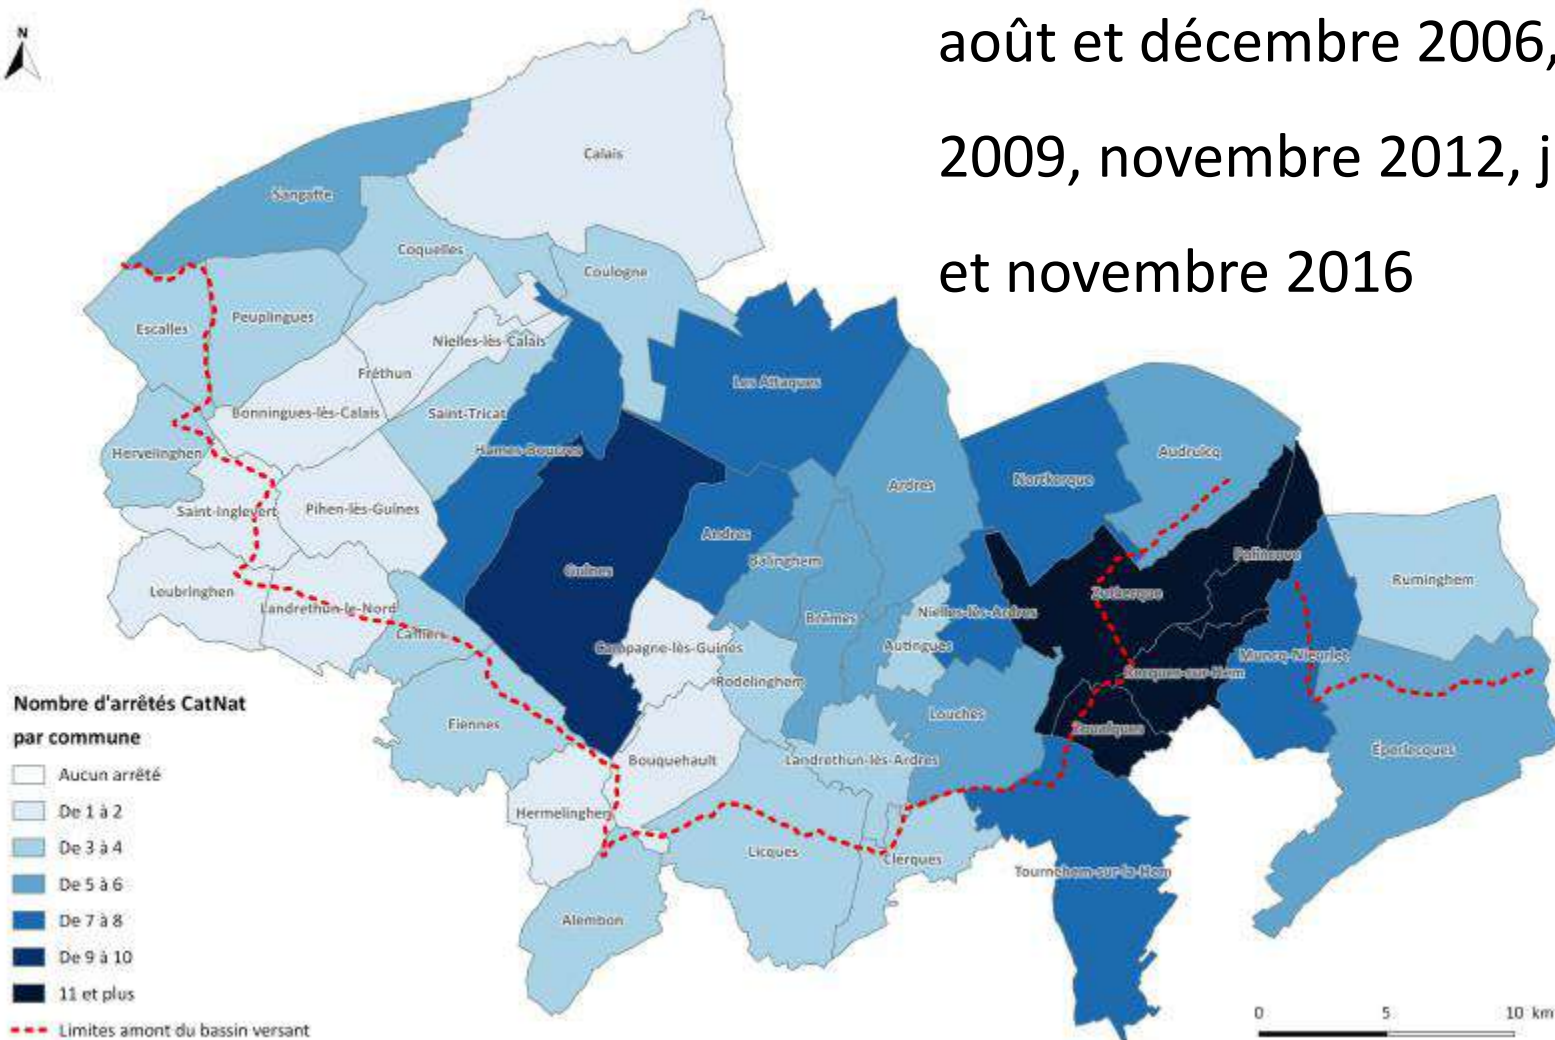 N
août et décembre 2006,
2009, novembre 2012, j
et novembre 2016
Calais
Sangatte
Coquelles
Coulogne
Escalles
Peuplingues
Nielles-lès-Calais
Fréthun
Les Attaques
Bonningues-lès-Calais
Saint-Tricat
Hames-Boucres
Hervelinghen
Audruicq
Nortkerque
Ardres
Saint-Inglevert
Pihen-lès-Guînes
Andres
Balinghem
Polincove
Guînes
Ruminghem
Leubringhen
Landrethun-le-Nord
Zutkerque
Nielles-lès-Ardres
Brêmes
Caffiers
Campagne-lès-Guines
Autingues
Muncq-Nieurlet
Recques-sur-Hem
Rodelinghem
Louches
Fiennes
Zouafques
Éperlecques
Bouquehault
Landrethun-lès-Ardres
Hermelinghen
Licques
Clerques
Tournehem-sur-la-Hem
Alembon
Nombre d'arrêtés CatNat
par commune
Aucun arrêté
De 1 à 2
De 3 à 4
De 5 à 6
De 7 à 8
De 9 à 10
11 et plus
Limites amont du bassin versant
0 5 10 km